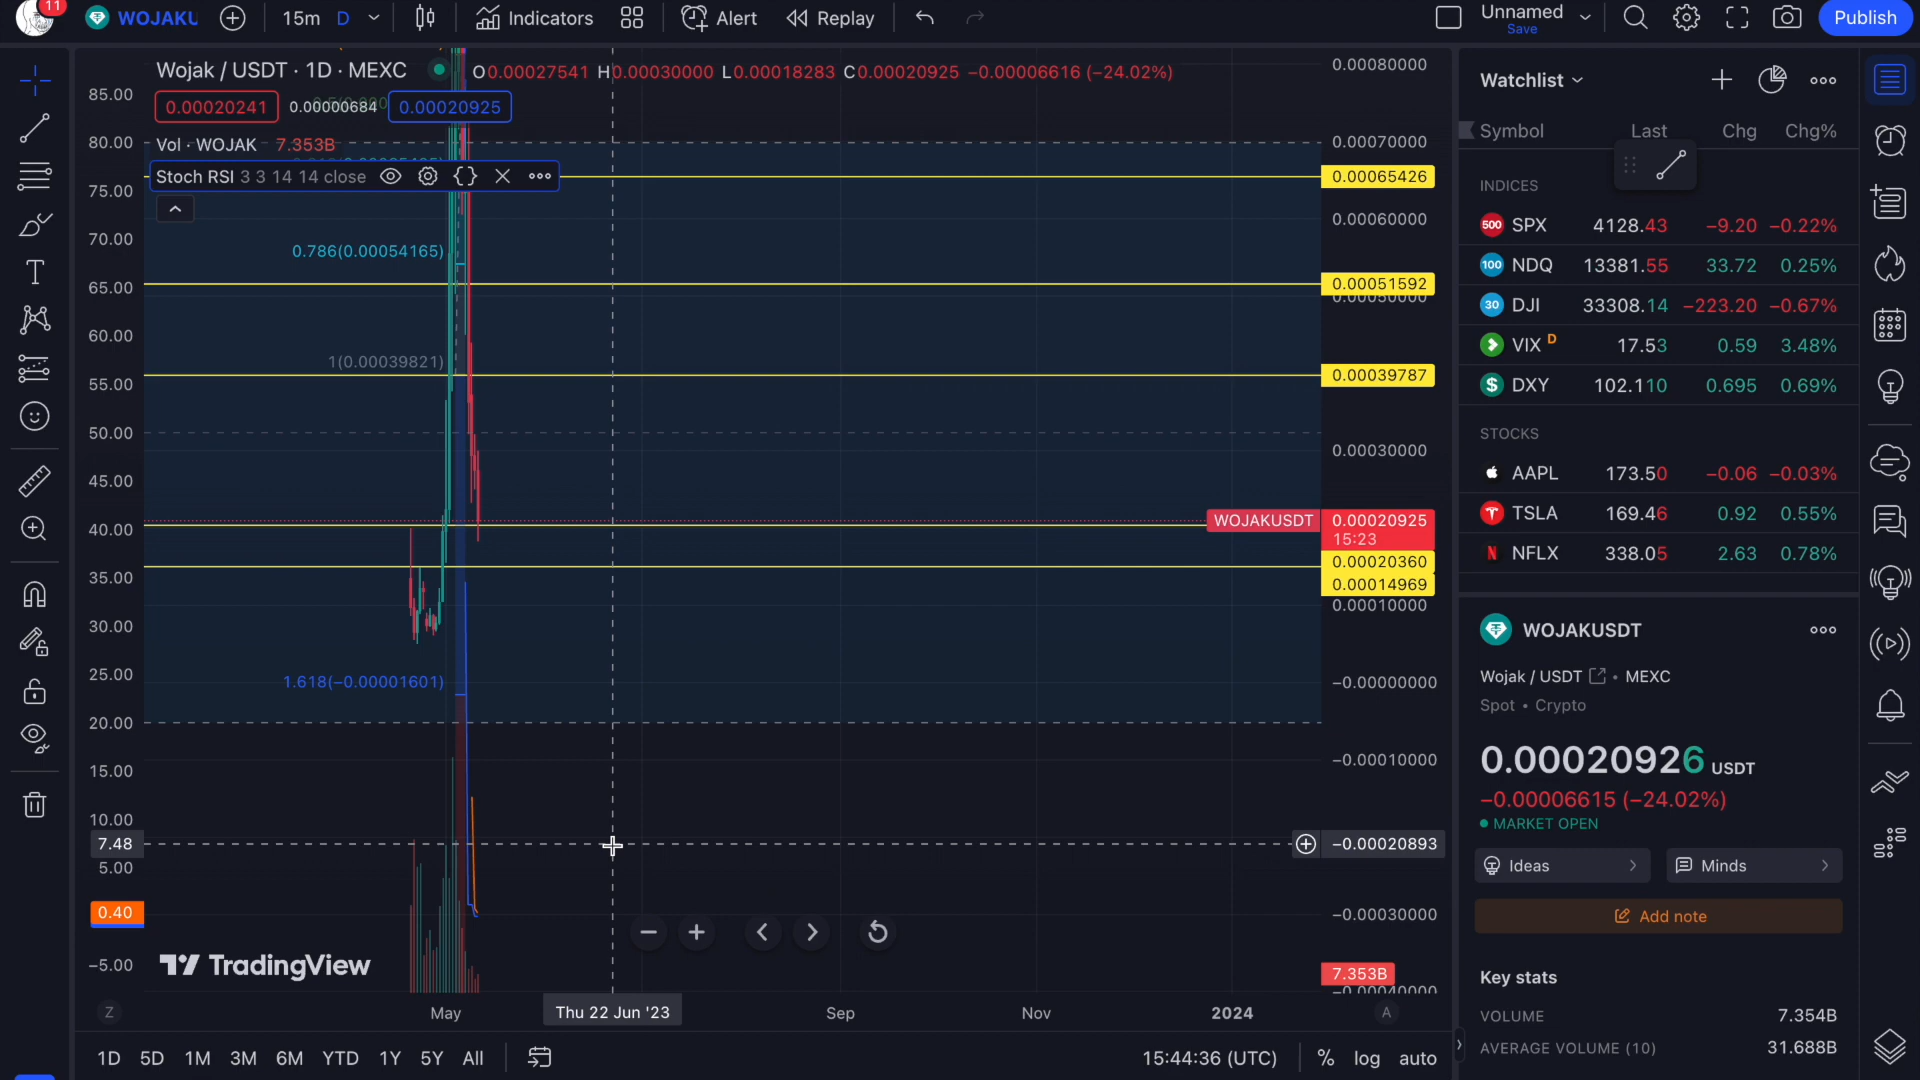 11
WOJAKU
15m
D
Indicators
Alert
Replay
Unnamed
Save
Publish
Wojak / USDT · 1D · MEXC
O0.00027541 H0.00030000 L0.00018283 C0.00020925 −0.00006616 (−24.02%)
0.00020241
0.00000684
0.00020925
Vol · WOJAK 7.353B
Stoch RSI 3 3 14 14 close
0.786(0.00054165)
1(0.00039821)
1.618(−0.00001601)
85.00
80.00
75.00
70.00
65.00
60.00
55.00
50.00
45.00
40.00
35.00
30.00
25.00
20.00
15.00
10.00
7.48
5.00
0.40
−5.00
0.00080000
0.00070000
0.00065426
0.00060000
0.00051592
0.00050000
0.00039787
0.00030000
WOJAKUSDT
0.00020925
15:23
0.00020360
0.00014969
0.00010000
−0.00000000
−0.00010000
−0.00020893
−0.00030000
7.353B
−0.00040000
TradingView
Z
May
Thu 22 Jun '23
Sep
Nov
2024
A
1D
5D
1M
3M
6M
YTD
1Y
5Y
All
15:44:36 (UTC)
%
log
auto
Watchlist
Symbol
Last
Chg
Chg%
INDICES
500 SPX 4128.43 −9.20 −0.22%
100 NDQ 13381.55 33.72 0.25%
30 DJI 33308.14 −223.20 −0.67%
VIX D 17.53 0.59 3.48%
$ DXY 102.110 0.695 0.69%
STOCKS
AAPL 173.50 −0.06 −0.03%
TSLA 169.46 0.92 0.55%
N NFLX 338.05 2.63 0.78%
WOJAKUSDT
Wojak / USDT • MEXC
Spot • Crypto
0.00020926 USDT
−0.00006615 (−24.02%)
MARKET OPEN
Ideas
Minds
Add note
Key stats
VOLUME 7.354B
AVERAGE VOLUME (10) 31.688B